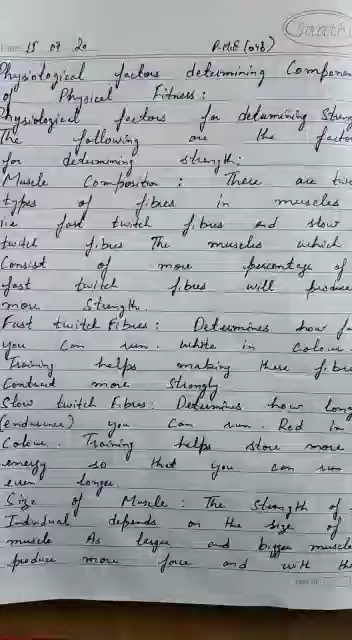 Saathi
15 09 20 P.Edu (048)
Physiological factors determining Componen
of Physical Fitness:
Physiological factors for determining Stren
The following are the factor
for determining strength:
Muscle Composition: There are two
types of fibres in muscles
i.e fast twitch fibres and slow
twitch fibres The muscles which
Consist of more percentage of
fast twitch fibres will produce
more Strength.
Fast twitch Fibres: Determines how fa
you can run. White in Colour
Training helps making these fibre
Contract more strongly
Slow twitch Fibres: Determines how long
(endurance) you can run. Red in
Colour. Training helps store more
energy so that you can run
even longer.
Size of Muscle: The strength of
Individual depends on the size of
muscle As larger and bigger muscle
produce more force and with the